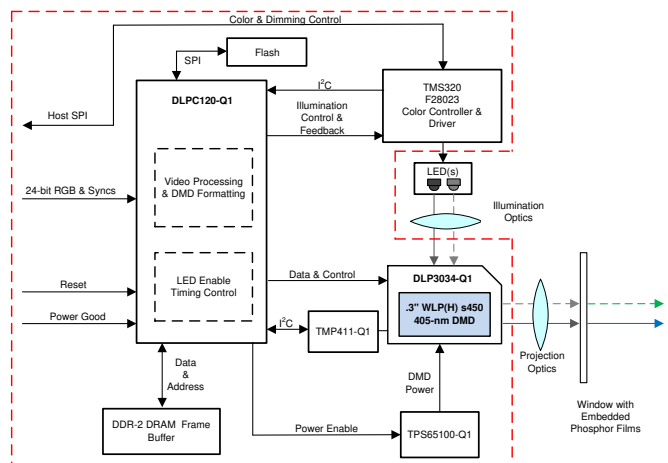 Color & Dimming Control
Flash
SPI
DLPC120-Q1
I²C
TMS320
F28023
Color Controller &
Driver
Illumination
Control &
Feedback
Host SPI
LED(s)
Video Processing
& DMD Formatting
24-bit RGB & Syncs
Illumination
Optics
LED Enable
Timing Control
Data & Control
DLP3034-Q1
Reset
.3" WLP(H) s450
405-nm DMD
Power Good
I²C
TMP411-Q1
Projection
Optics
Data
&
Address
DMD
Power
Window with
Embedded
Phosphor Films
DDR-2 DRAM Frame
Buffer
Power Enable
TPS65100-Q1